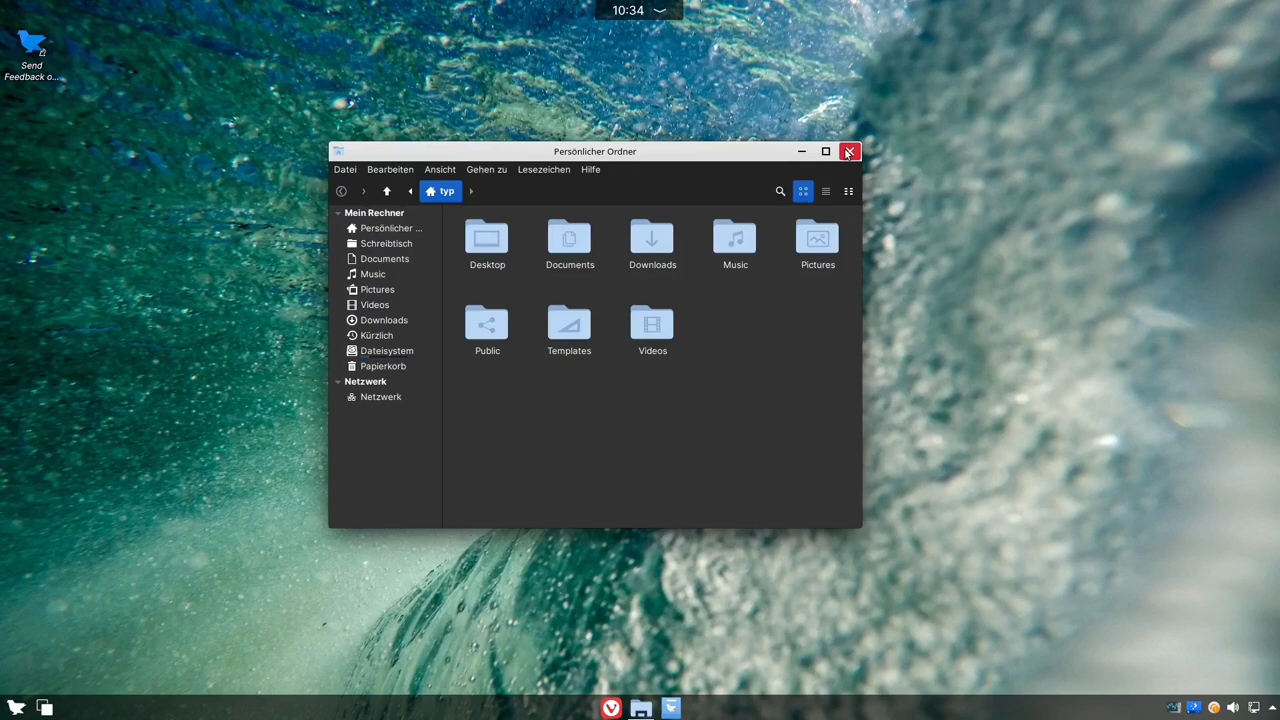 10:34
Send
Feedback o...
Persönlicher Ordner
Datei Bearbeiten Ansicht Gehen zu Lesezeichen Hilfe
typ
Mein Rechner
Persönlicher ...
Schreibtisch
Documents
Music
Pictures
Videos
Downloads
Kürzlich
Dateisystem
Papierkorb
Netzwerk
Netzwerk
Desktop Documents Downloads Music Pictures
Public Templates Videos